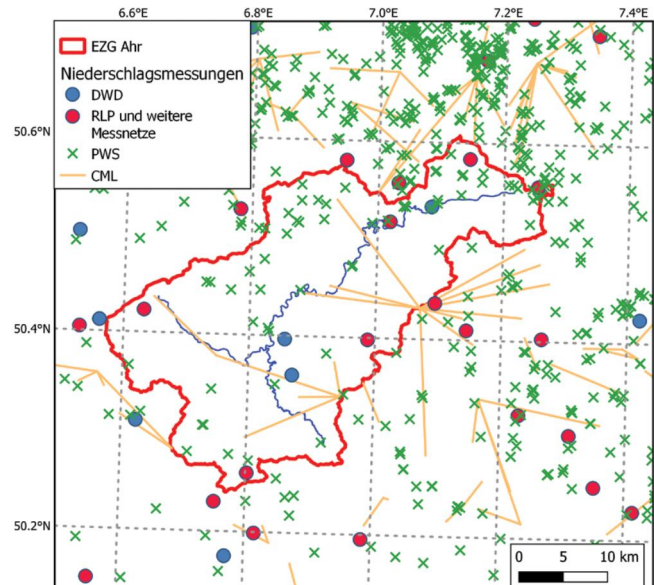 6.6°E 6.8°E 7.0°E 7.2°E 7.4°E
EZG Ahr
Niederschlagsmessungen
DWD
RLP und weitere
Messnetze
PWS
CML
50.6°N
50.4°N
50.2°N
0 5 10 km